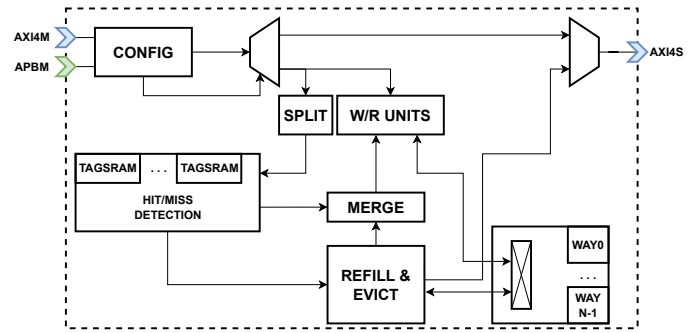 AXI4M
APBM
CONFIG
AXI4S
SPLIT
W/R UNITS
TAGSRAM ... TAGSRAM
HIT/MISS
DETECTION
MERGE
REFILL &
EVICT
WAY0
...
WAY
N-1